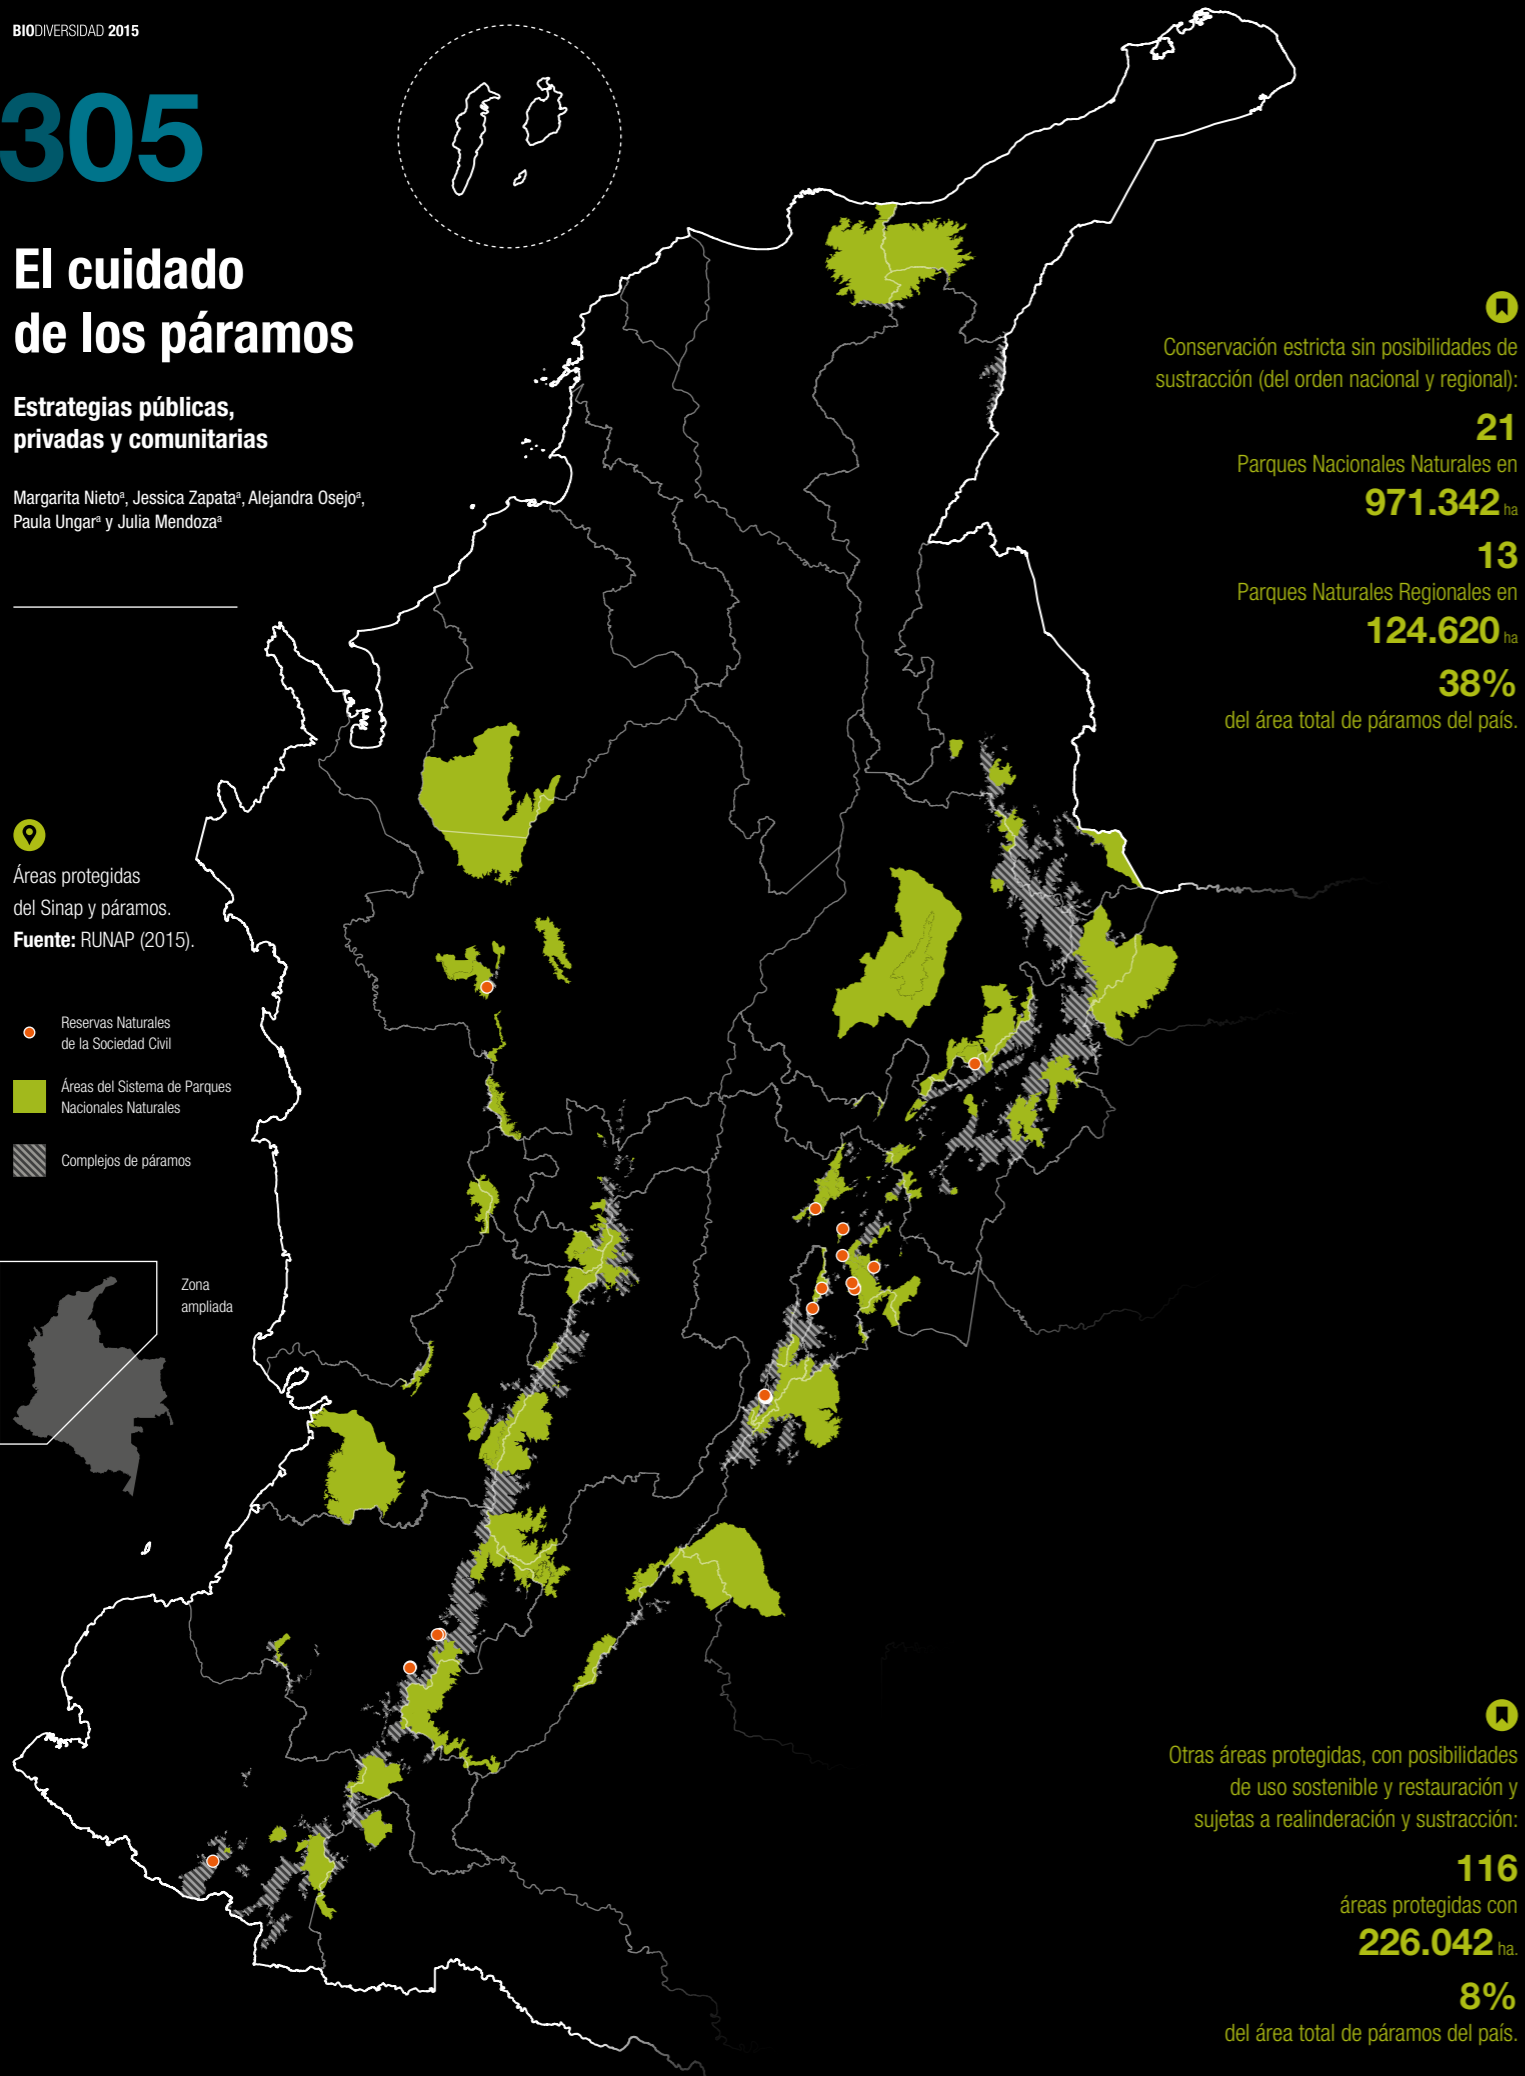 BIODIVERSIDAD 2015
305
El cuidado
de los páramos
Estrategias públicas,
privadas y comunitarias
Margarita Nietoª, Jessica Zapataª, Alejandra Osejoª,
Paula Ungarª y Julia Mendozaª
Áreas protegidas
del Sinap y páramos.
Fuente: RUNAP (2015).
Reservas Naturales
de la Sociedad Civil
Áreas del Sistema de Parques
Nacionales Naturales
Complejos de páramos
Zona
ampliada
Conservación estricta sin posibilidades de
sustracción (del orden nacional y regional):
21
Parques Nacionales Naturales en
971.342 ha
13
Parques Naturales Regionales en
124.620 ha
38%
del área total de páramos del país.
Otras áreas protegidas, con posibilidades
de uso sostenible y restauración y
sujetas a realinderación y sustracción:
116
áreas protegidas con
226.042 ha.
8%
del área total de páramos del país.